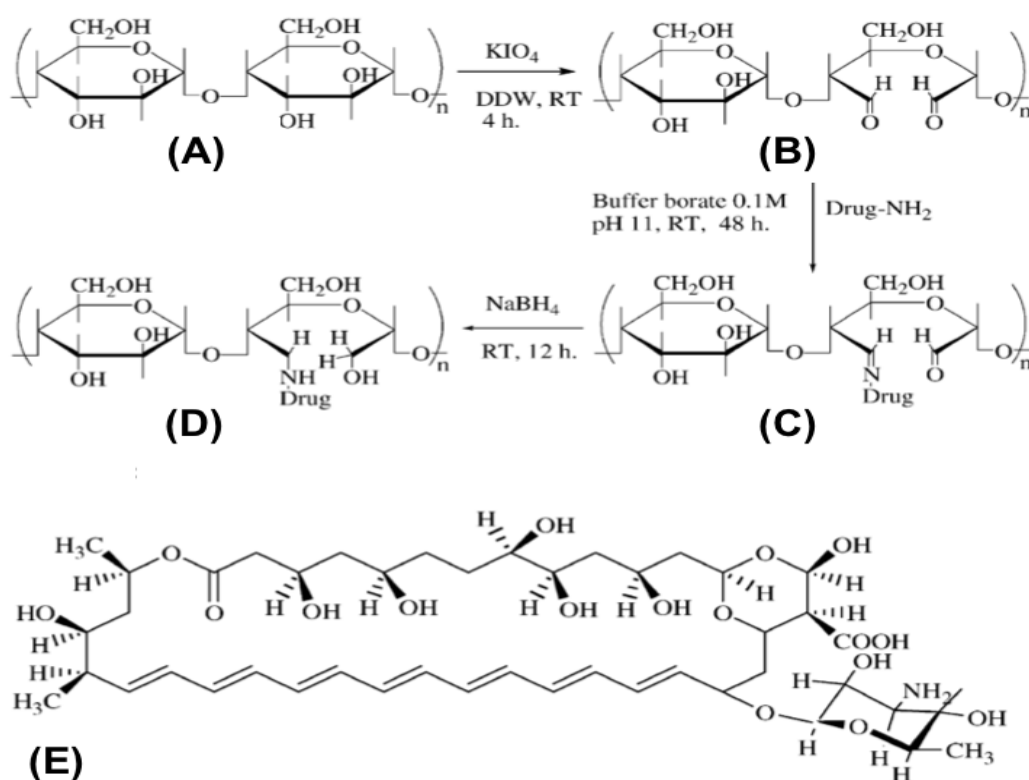 CH2OH CH2OH CH2OH CH2OH
O O O O
OH OH KIO4 OH H H
O O n O O O O n
OH OH DDW, RT OH
4 h.
(A) (B)
Buffer borate 0.1M Drug-NH2
pH 11, RT, 48 h.
CH2OH CH2OH CH2OH CH2OH
O O NaBH4 O O
OH H H OH H H
O O n RT, 12 h. O O n
OH NH OH OH N O
Drug Drug
(D) (C)
H OH
H3C O O OH
H H
HO O H OH H OH H OH H OH H O H
H COOH
H OH
H3C H NH2
O O OH
H H CH3
H
(E)